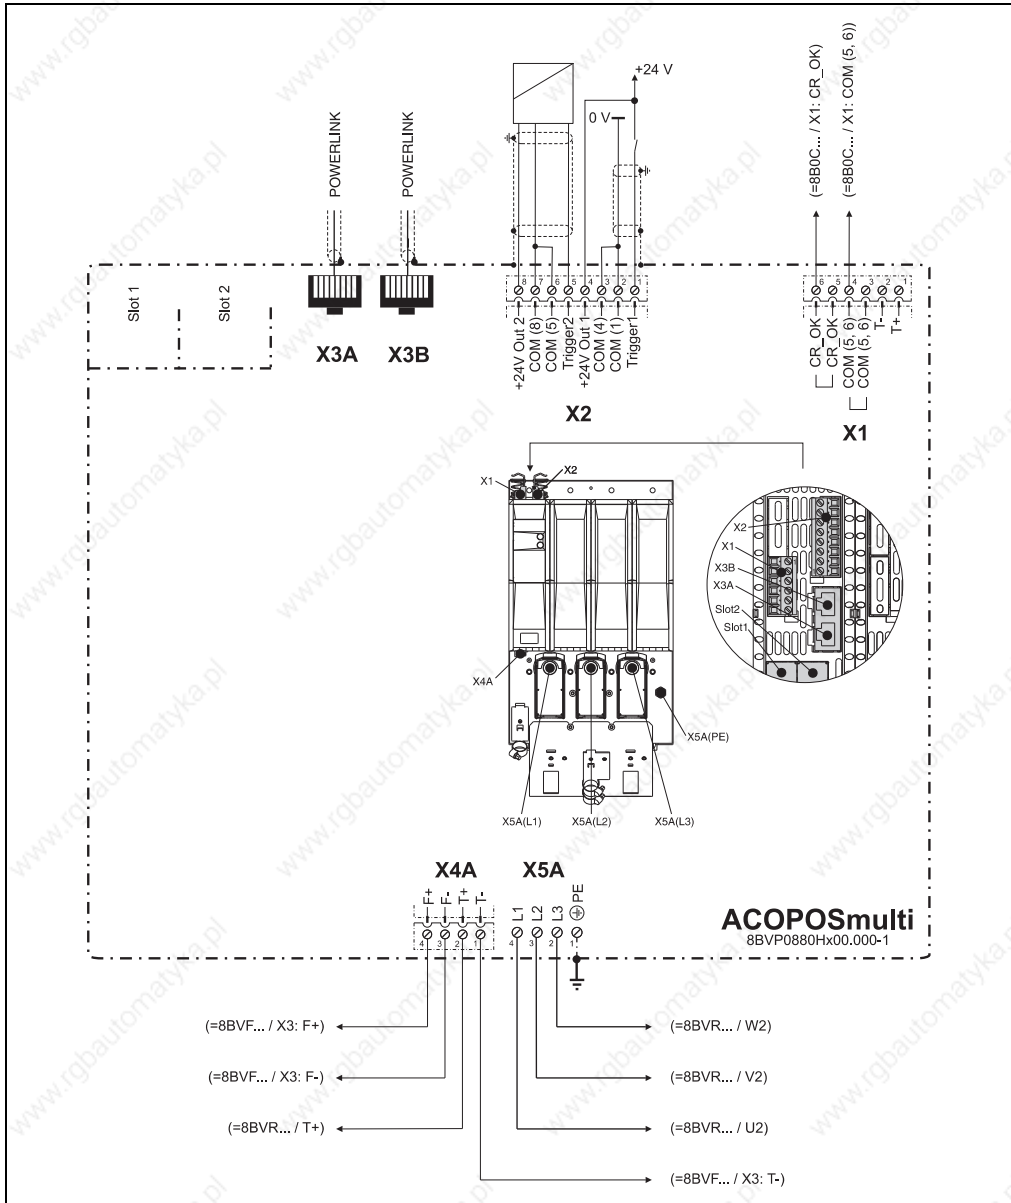 +24 V
0 V
POWERLINK
POWERLINK
(=8B0C... / X1: CR_OK)
(=8B0C... / X1: COM (5, 6))
Slot 1
Slot 2
X3A
X3B
8 7 6 5 4 3 2 1
+24V Out 2
COM (8)
COM (5)
Trigger2
+24V Out 1
COM (4)
COM (1)
Trigger1
X2
6 5 4 3 2 1
CR_OK
CR_OK
COM (5, 6)
COM (5, 6)
T-
T+
X1
X1
X2
X4A
X5A(PE)
X5A(L1)
X5A(L2)
X5A(L3)
X2
X1
X3B
X3A
Slot2
Slot1
X4A
F+
F-
T+
T-
4 3 2 1
X5A
L1
L2
L3
PE
4 3 2 1
ACOPOSmulti
8BVP0880Hx00.000-1
(=8BVF... / X3: F+)
(=8BVR... / W2)
(=8BVF... / X3: F-)
(=8BVR... / V2)
(=8BVR... / T+)
(=8BVR... / U2)
(=8BVF... / X3: T-)
www.rgbautomatyka.pl